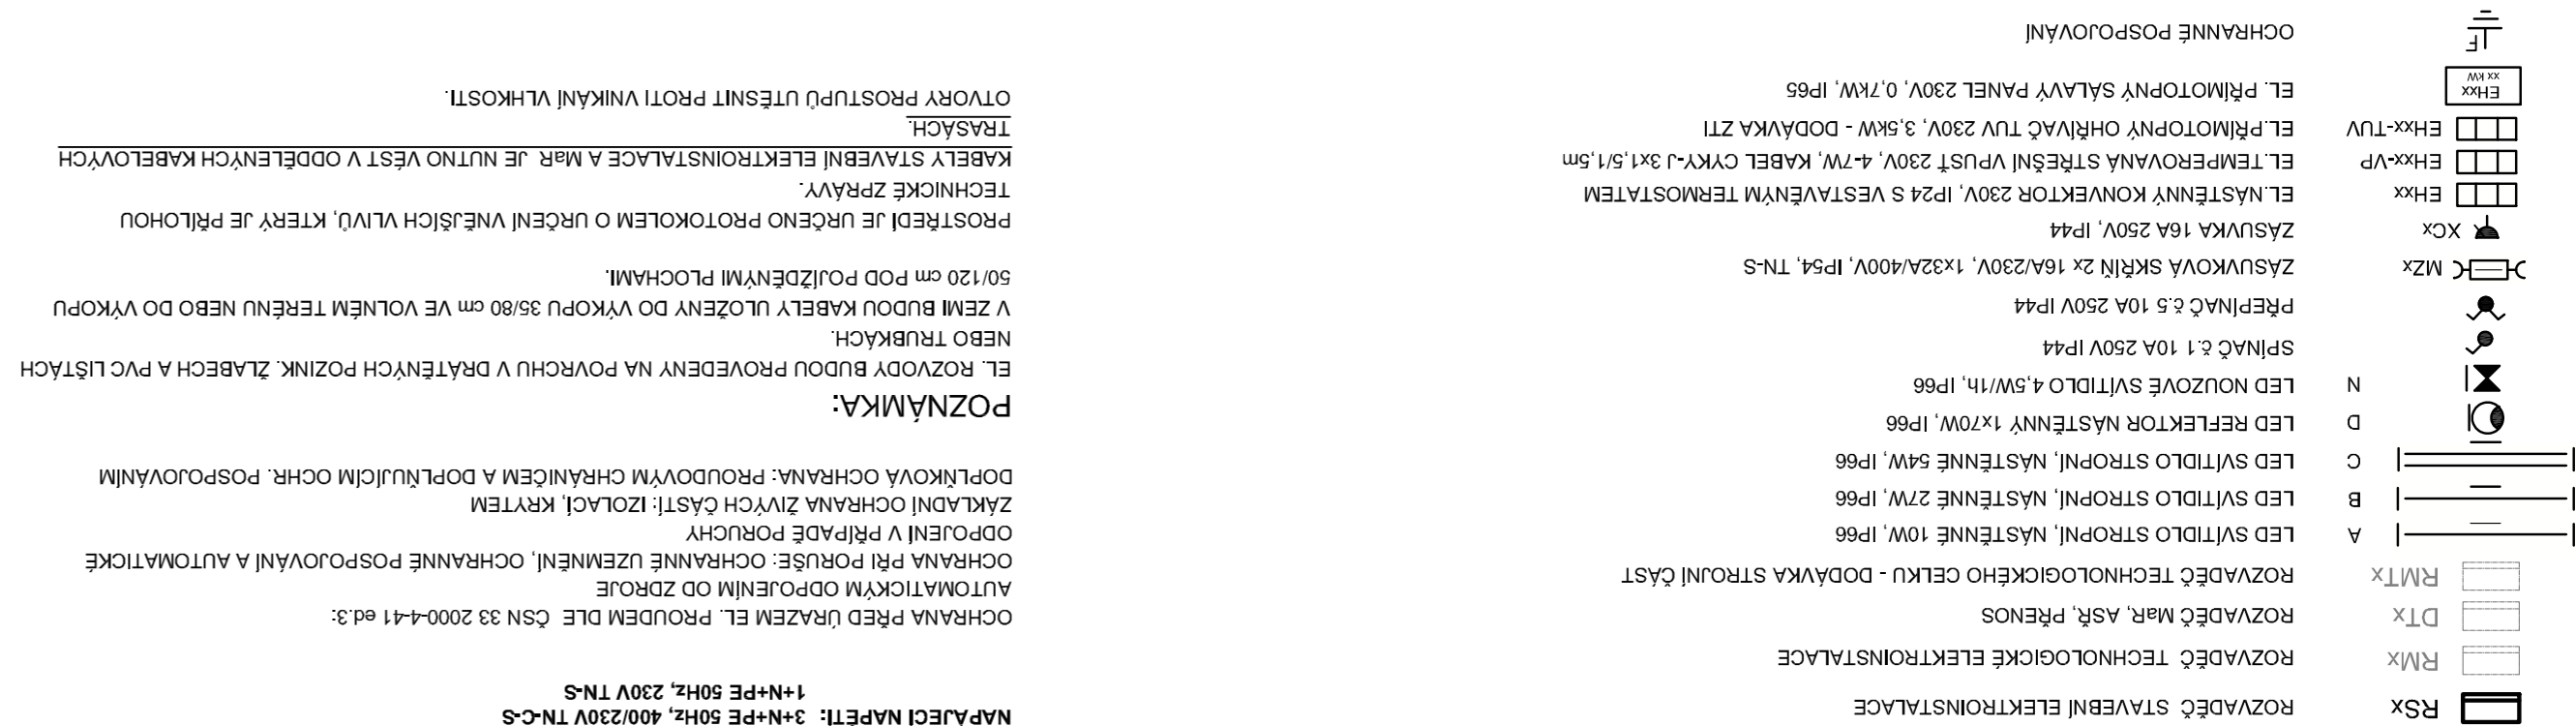 RSx ROZVADĚČ STAVEBNÍ ELEKTROINSTALACE
RMx ROZVADĚČ TECHNOLOGICKÉ ELEKTROINSTALACE
DTx ROZVADĚČ MaR, ASŘ, PŘENOS
RMTx ROZVADĚČ TECHNOLOGICKÉHO CELKU - DODÁVKA STROJNÍ ČÁST
A LED SVÍTIDLO STROPNÍ, NÁSTĚNNÉ 10W, IP66
B LED SVÍTIDLO STROPNÍ, NÁSTĚNNÉ 27W, IP66
C LED SVÍTIDLO STROPNÍ, NÁSTĚNNÉ 54W, IP66
D LED REFLEKTOR NÁSTĚNNÝ 1x70W, IP66
N LED NOUZOVÉ SVÍTIDLO 4,5W/1h, IP66
SPÍNAČ č.1 10A 250V IP44
PŘEPÍNAČ č.5 10A 250V IP44
MZx ZÁSUVKOVÁ SKŘÍŇ 2x 16A/230V, 1x32A/400V, IP54, TN-S
XCx ZÁSUVKA 16A 250V, IP44
EHxx EL.NÁSTĚNNÝ KONVEKTOR 230V, IP24 S VESTAVĚNÝM TERMOSTATEM
EHxx-VP EL.TEMPEROVANÁ STŘEŠNÍ VPUSŤ 230V, 4-7W, KABEL CYKY-J 3x1,5/1,5m
EHxx-TUV EL.PŘÍMOTOPNÝ OHŘÍVAČ TUV 230V, 3,5kW - DODÁVKA ZTI
EHxx
xx kW
EL. PŘÍMOTOPNÝ SÁLAVÝ PANEL 230V, 0,7kW, IP65
F OCHRANNÉ POSPOJOVÁNÍ
NAPÁJECÍ NAPĚTÍ: 3+N+PE 50Hz, 400/230V TN-C-S
1+N+PE 50Hz, 230V TN-S
OCHRANA PŘED ÚRAZEM EL. PROUDEM DLE ČSN 33 2000-4-41 ed.3:
AUTOMATICKÝM ODPOJENÍM OD ZDROJE
OCHRANA PŘI PORUŠE: OCHRANNÉ UZEMNĚNÍ, OCHRANNÉ POSPOJOVÁNÍ A AUTOMATICKÉ
ODPOJENÍ V PŘÍPADĚ PORUCHY
ZÁKLADNÍ OCHRANA ŽIVÝCH ČÁSTÍ: IZOLACÍ, KRYTEM
DOPLŇKOVÁ OCHRANA: PROUDOVÝM CHRÁNIČEM A DOPLŇUJÍCÍM OCHR. POSPOJOVÁNÍM
POZNÁMKA:
EL. ROZVODY BUDOU PROVEDENY NA POVRCHU V DRÁTĚNÝCH POZINK. ŽLABECH A PVC LIŠTÁCH
NEBO TRUBKÁCH.
V ZEMI BUDOU KABELY ULOŽENY DO VÝKOPU 35/80 cm VE VOLNÉM TERÉNU NEBO DO VÝKOPU
50/120 cm POD POJÍŽDĚNÝMI PLOCHAMI.
PROSTŘEDÍ JE URČENO PROTOKOLEM O URČENÍ VNĚJŠÍCH VLIVŮ, KTERÝ JE PŘÍLOHOU
TECHNICKÉ ZPRÁVY.
KABELY STAVEBNÍ ELEKTROINSTALACE A MaR JE NUTNO VÉST V ODDĚLENÝCH KABELOVÝCH
TRASÁCH.
OTVORY PROSTUPŮ UTĚSNIT PROTI VNIKÁNÍ VLHKOSTI.